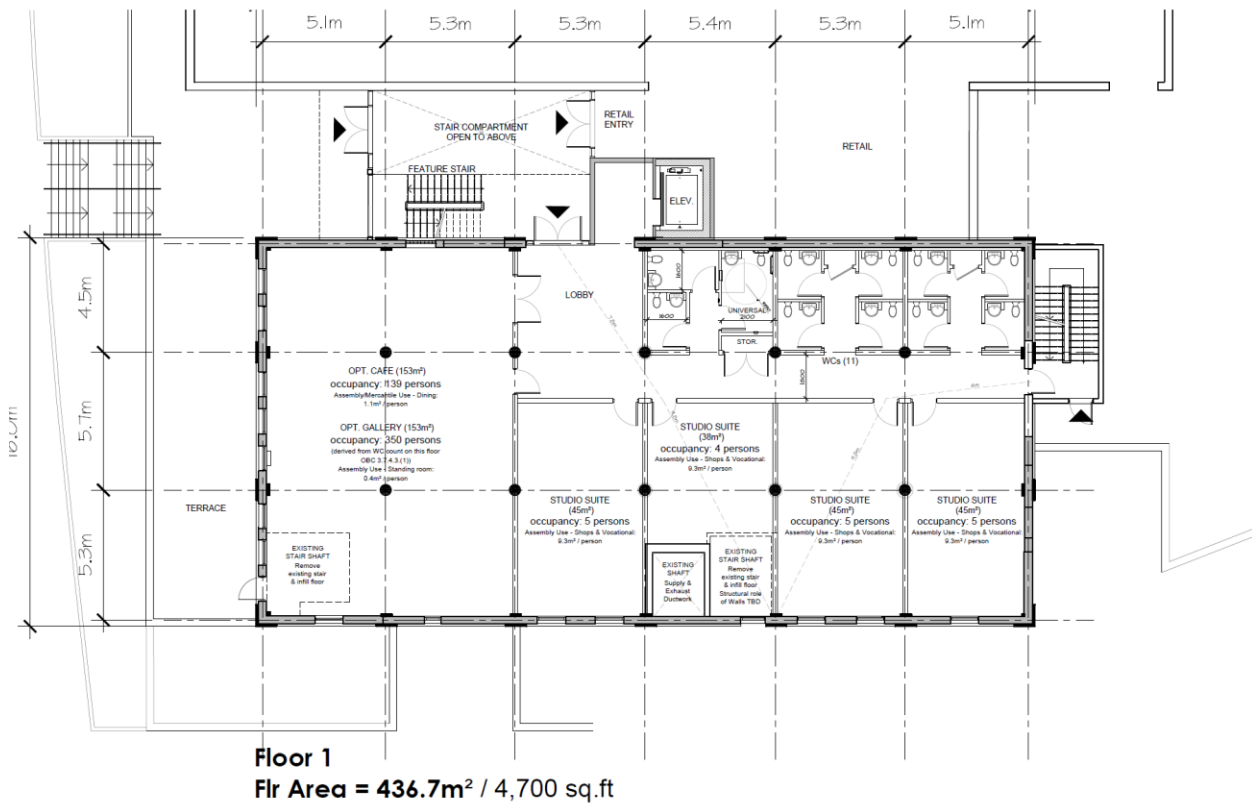 5.1m
5.3m
5.3m
5.4m
5.3m
5.1m
STAIR COMPARTMENT
OPEN TO ABOVE
RETAIL
ENTRY
RETAIL
FEATURE STAIR
ELEV.
4.5m
5.7m
5.3m
LOBBY
1600
1600
UNIVERSAL
2100
STOR.
WCs (11)
1800
OPT. CAFE (153m²)
occupancy: 139 persons
Assembly/Mercantile Use - Dining:
1.1m² / person
OPT. GALLERY (153m²)
occupancy: 350 persons
(derived from WC count on this floor
OBC 3.7.4.3.(1))
Assembly Use - Standing room:
0.4m² / person
STUDIO SUITE
(38m²)
occupancy: 4 persons
Assembly Use - Shops & Vocational:
9.3m² / person
TERRACE
STUDIO SUITE
(45m²)
occupancy: 5 persons
Assembly Use - Shops & Vocational:
9.3m² / person
STUDIO SUITE
(45m²)
occupancy: 5 persons
Assembly Use - Shops & Vocational:
9.3m² / person
STUDIO SUITE
(45m²)
occupancy: 5 persons
Assembly Use - Shops & Vocational:
9.3m² / person
EXISTING
STAIR SHAFT
Remove
existing stair
& infill floor
EXISTING
SHAFT
Supply &
Exhaust
Ductwork
EXISTING
STAIR SHAFT
Remove
existing stair
& infill floor
Structural role
of Walls TBD
Floor 1
Flr Area = 436.7m² / 4,700 sq.ft